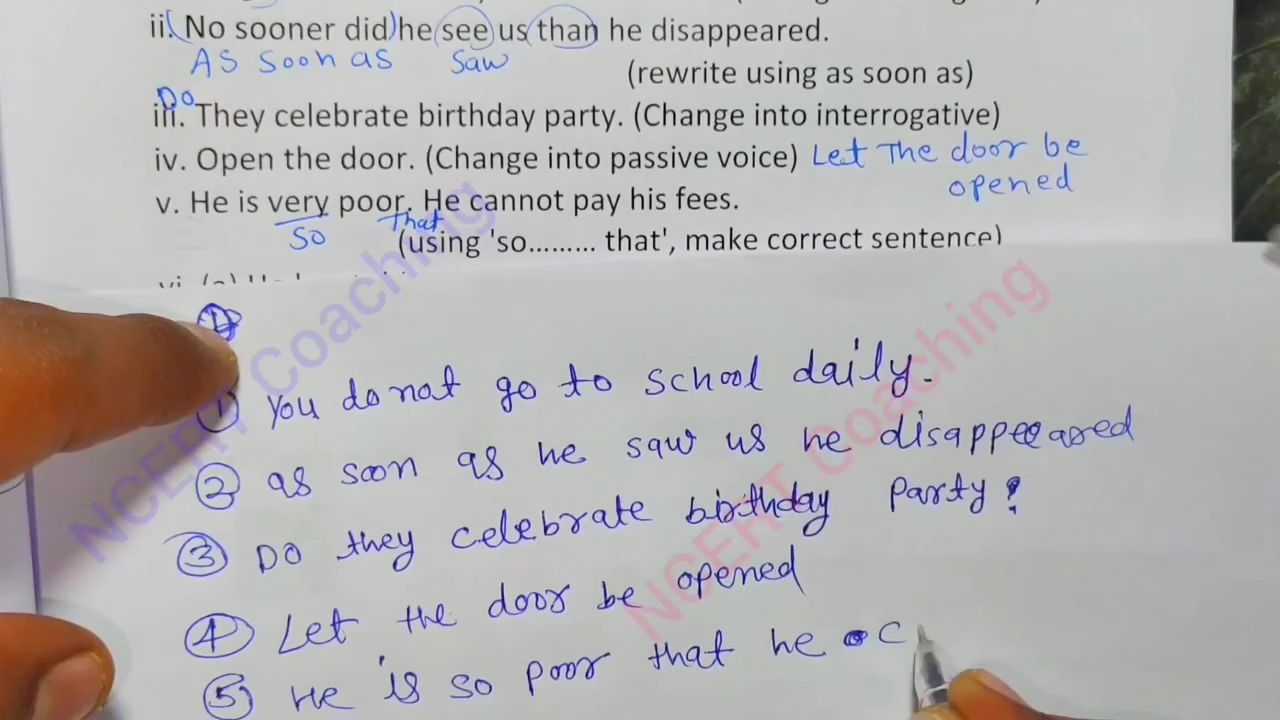 ii. No sooner did he see us than he disappeared.
As soon as saw
(rewrite using as soon as)
Do
iii. They celebrate birthday party. (Change into interrogative)
iv. Open the door. (Change into passive voice) Let The door be
opened
v. He is very poor. He cannot pay his fees.
So That
(using 'so......... that', make correct sentence)
① You do not go to school daily.
② as soon as he saw us he disappeeared
③ Do they celebrate birthday party?
④ Let the door be opened
⑤ He is so poor that he c
NCERT Coaching
NCERT Coaching